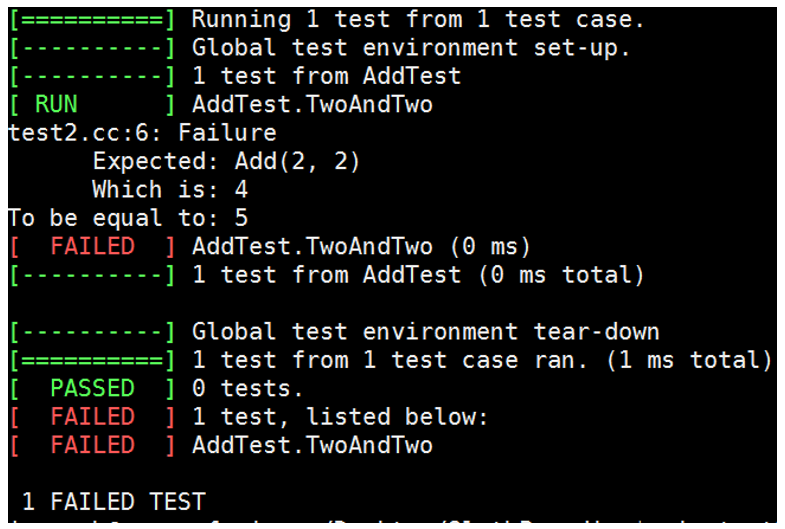 [==========] Running 1 test from 1 test case.
[----------] Global test environment set-up.
[----------] 1 test from AddTest
[ RUN      ] AddTest.TwoAndTwo
test2.cc:6: Failure
      Expected: Add(2, 2)
      Which is: 4
To be equal to: 5
[  FAILED  ] AddTest.TwoAndTwo (0 ms)
[----------] 1 test from AddTest (0 ms total)

[----------] Global test environment tear-down
[==========] 1 test from 1 test case ran. (1 ms total)
[  PASSED  ] 0 tests.
[  FAILED  ] 1 test, listed below:
[  FAILED  ] AddTest.TwoAndTwo

 1 FAILED TEST